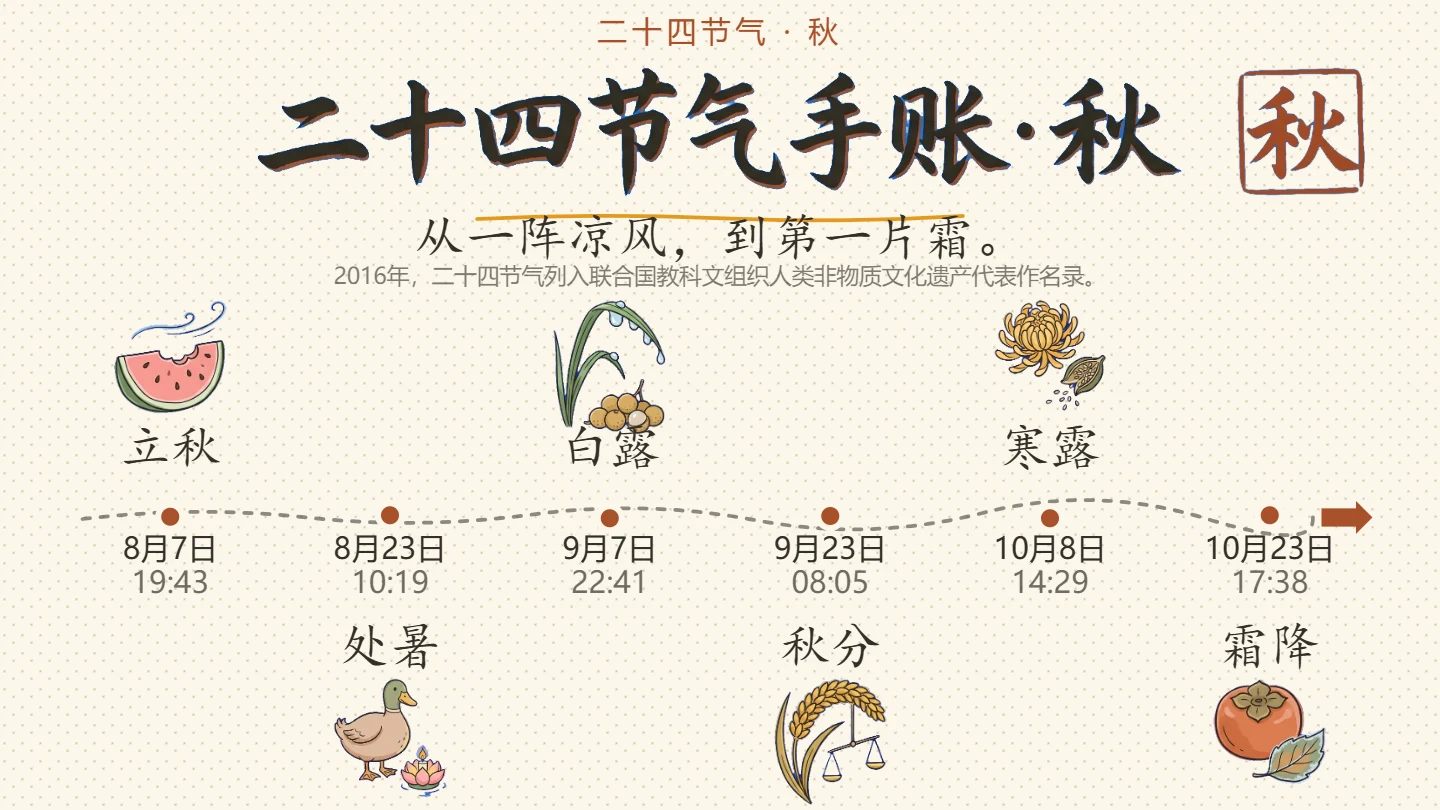 二十四节气 · 秋
二十四节气手账·秋
秋
从一阵凉风，到第一片霜。
2016年，二十四节气列入联合国教科文组织人类非物质文化遗产代表作名录。
立秋
白露
寒露
8月7日
19:43
8月23日
10:19
9月7日
22:41
9月23日
08:05
10月8日
14:29
10月23日
17:38
处暑
秋分
霜降